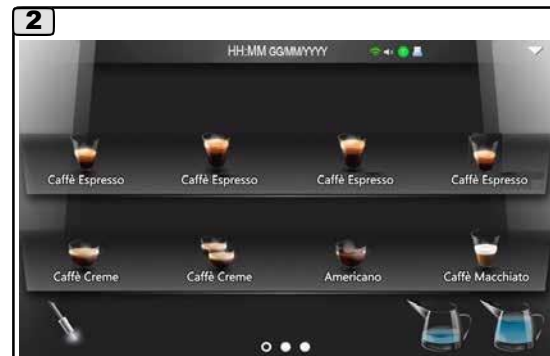 2
HH:MM GG/MM/YYYY
Caffè Espresso Caffè Espresso Caffè Espresso Caffè Espresso
Caffè Creme Caffè Creme Americano Caffè Macchiato